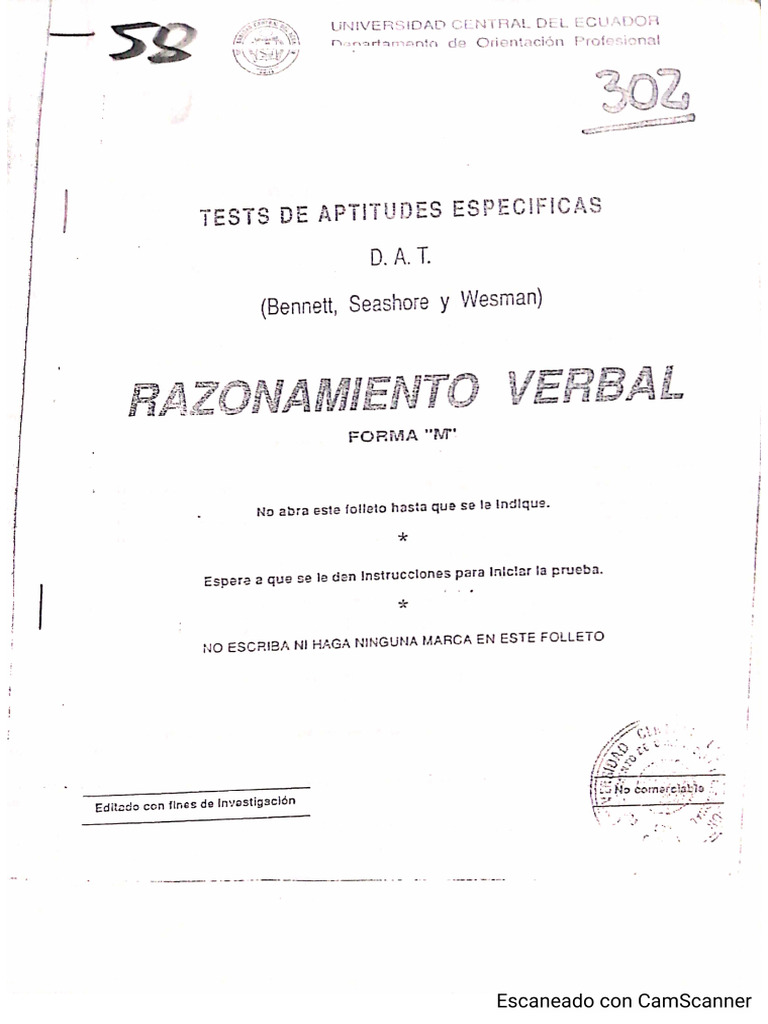 58
UNIVERSIDAD CENTRAL DEL ECUADOR
Departamento de Orientación Profesional
302
TESTS DE APTITUDES ESPECIFICAS
D. A. T.
(Bennett, Seashore y Wesman)
RAZONAMIENTO VERBAL
FORMA "M"
No abra este folleto hasta que se le indique.
*
Espere a que se le den instrucciones para iniciar la prueba.
*
NO ESCRIBA NI HAGA NINGUNA MARCA EN ESTE FOLLETO
Editado con fines de investigación
No comerciable
Escaneado con CamScanner